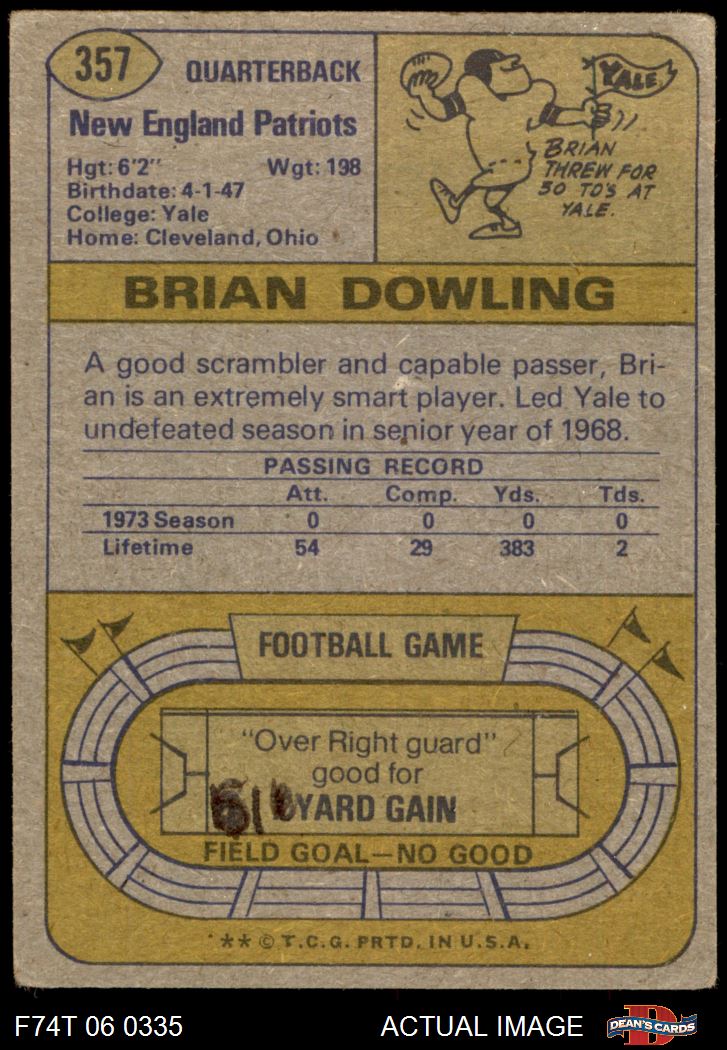 357
QUARTERBACK
New England Patriots
Hgt: 6'2" Wgt: 198
Birthdate: 4-1-47
College: Yale
Home: Cleveland, Ohio
YALE
BRIAN
THREW FOR
50 TD'S AT
YALE.
BRIAN DOWLING
A good scrambler and capable passer, Bri-
an is an extremely smart player. Led Yale to
undefeated season in senior year of 1968.
PASSING RECORD
Att. Comp. Yds. Tds.
1973 Season 0 0 0 0
Lifetime 54 29 383 2
FOOTBALL GAME
"Over Right guard"
good for
YARD GAIN
FIELD GOAL—NO GOOD
** © T.C.G. PRTD. IN U.S.A.
F74T 06 0335 ACTUAL IMAGE DEAN'S CARDS